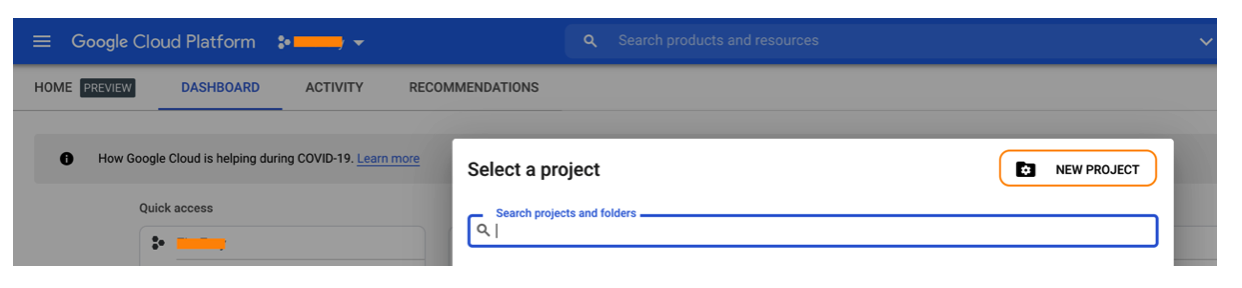 Google Cloud Platform
Search products and resources
HOME PREVIEW DASHBOARD ACTIVITY RECOMMENDATIONS
How Google Cloud is helping during COVID-19. Learn more
Select a project
NEW PROJECT
Quick access
Search projects and folders